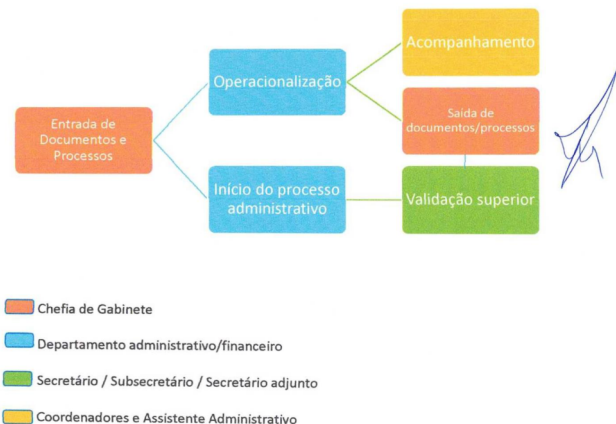 Entrada de
Documentos e
Processos
Operacionalização
Início do processo
administrativo
Acompanhamento
Saída de
documentos/processos
Validação superior
Chefia de Gabinete
Departamento administrativo/financeiro
Secretário / Subsecretário / Secretário adjunto
Coordenadores e Assistente Administrativo